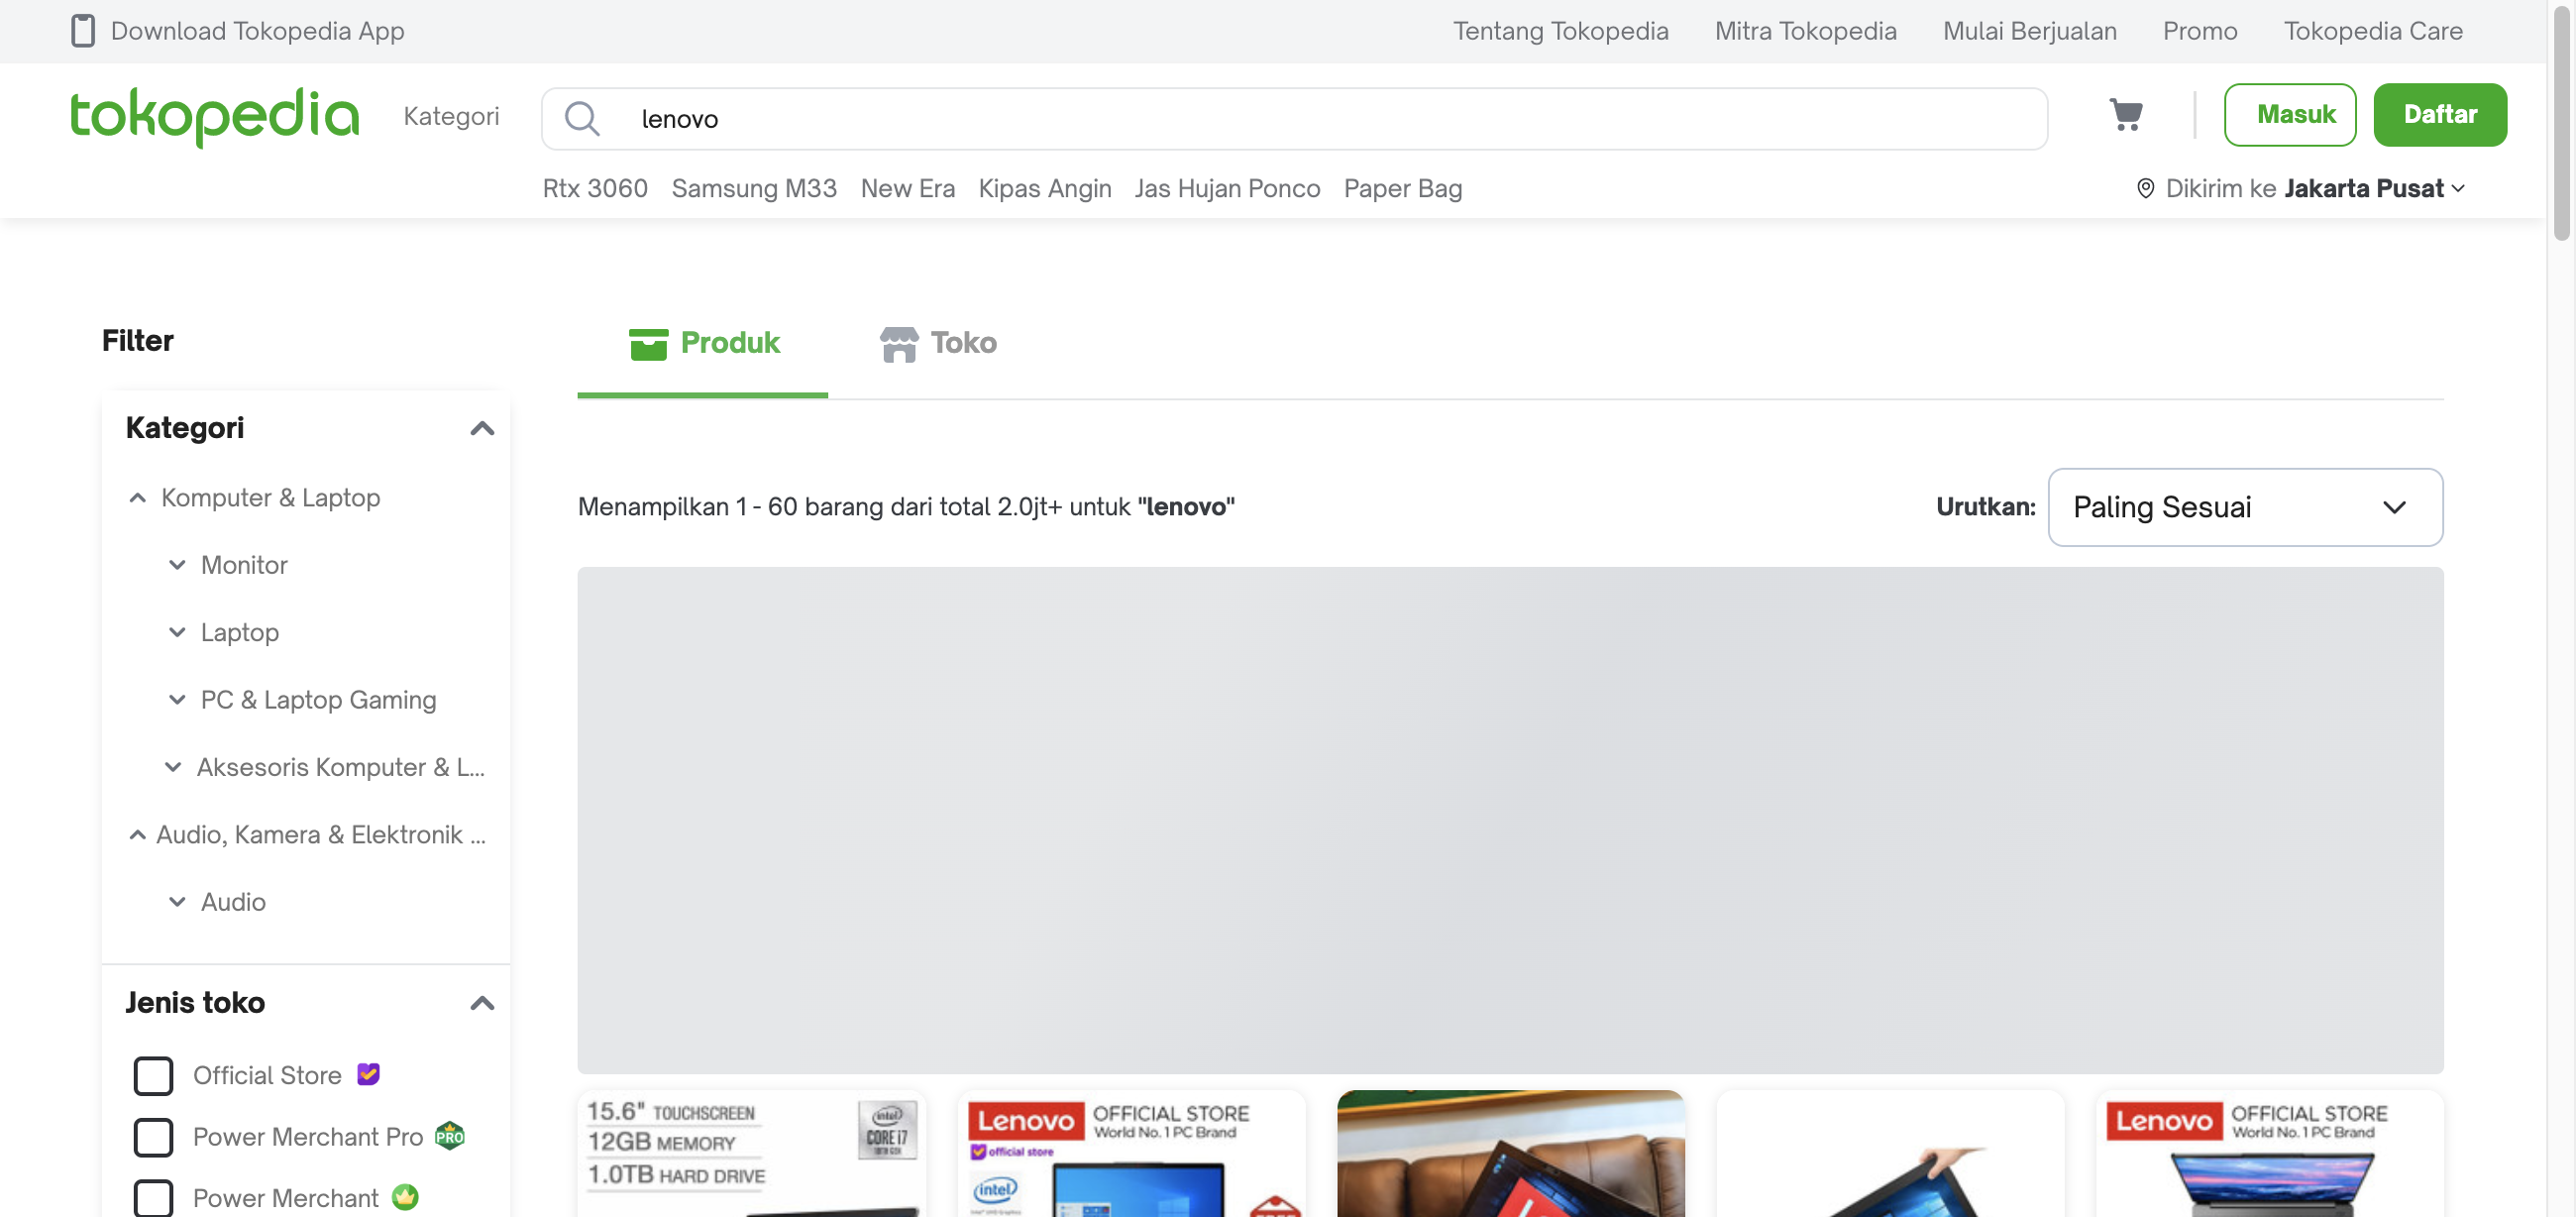 Download Tokopedia App
Tentang Tokopedia Mitra Tokopedia Mulai Berjualan Promo Tokopedia Care
tokopedia Kategori lenovo Masuk Daftar
Rtx 3060 Samsung M33 New Era Kipas Angin Jas Hujan Ponco Paper Bag
Dikirim ke Jakarta Pusat
Filter
Kategori
Komputer & Laptop
Monitor
Laptop
PC & Laptop Gaming
Aksesoris Komputer & L...
Audio, Kamera & Elektronik ...
Audio
Jenis toko
Official Store
Power Merchant Pro PRO
Power Merchant
Produk Toko
Menampilkan 1 - 60 barang dari total 2.0jt+ untuk "lenovo"
Urutkan: Paling Sesuai
15.6" TOUCHSCREEN
12GB MEMORY
1.0TB HARD DRIVE
intel
CORE i7
Lenovo OFFICIAL STORE
World No. 1 PC Brand
official store
intel
Lenovo OFFICIAL STORE
World No. 1 PC Brand